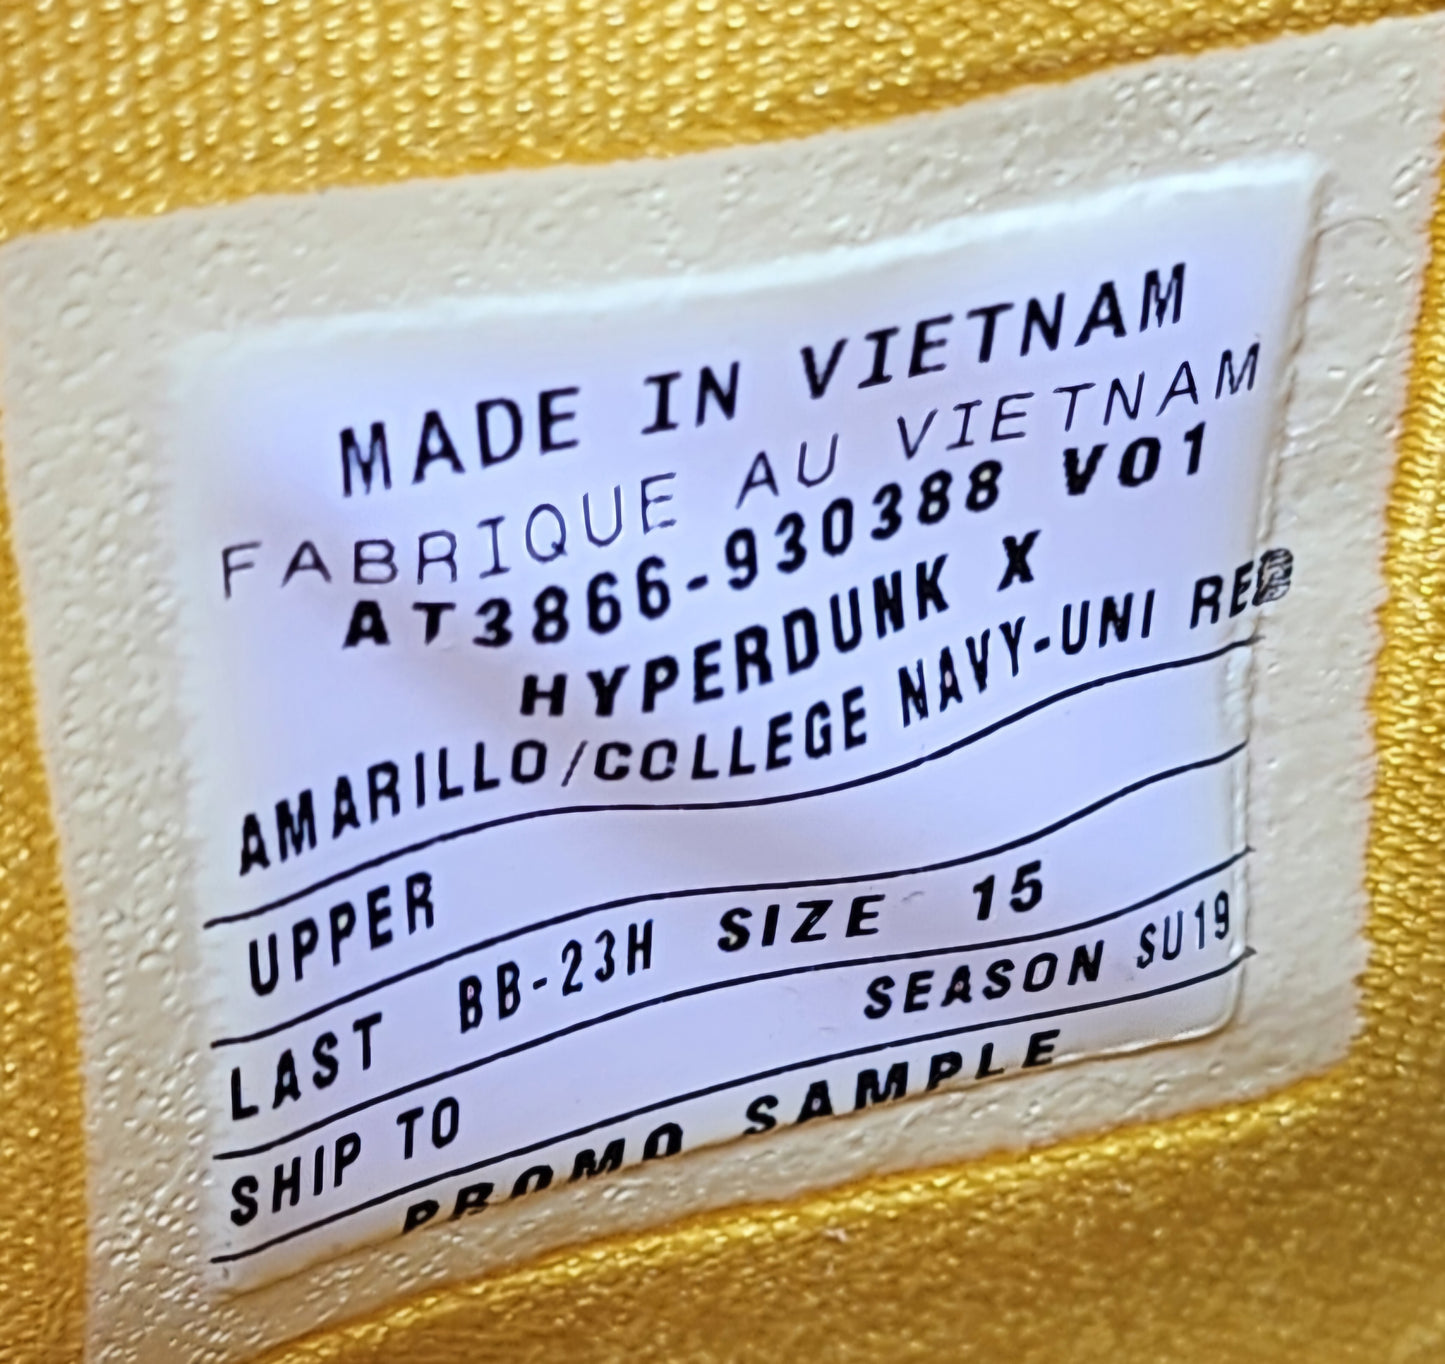 MADE IN VIETNAM
FABRIQUE AU VIETNAM
AT3866-930388 V01
HYPERDUNK X
AMARILLO/COLLEGE NAVY-UNI RED
UPPER
LAST BB-23H SIZE 15
SHIP TO SEASON SU19
PROMO SAMPLE